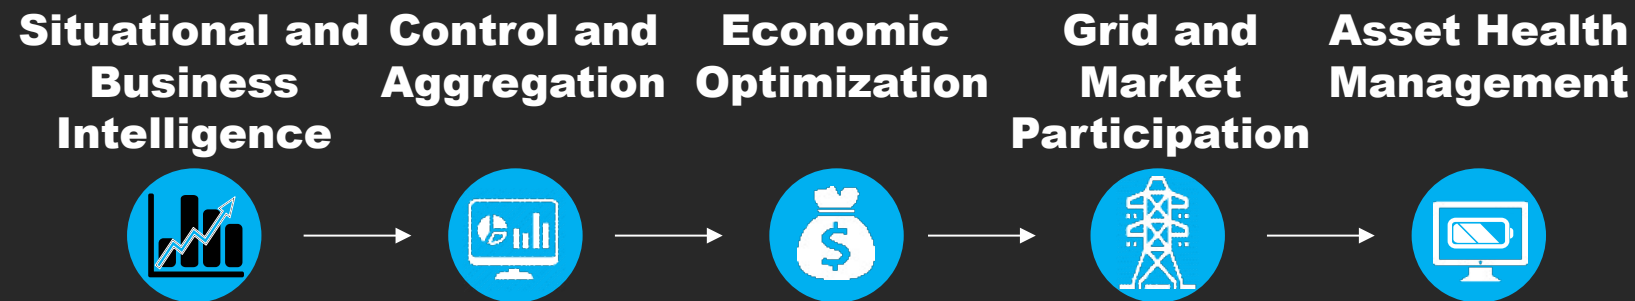 Situational and
Business
Intelligence
Control and
Aggregation
Economic
Optimization
Grid and
Market
Participation
Asset Health
Management
$